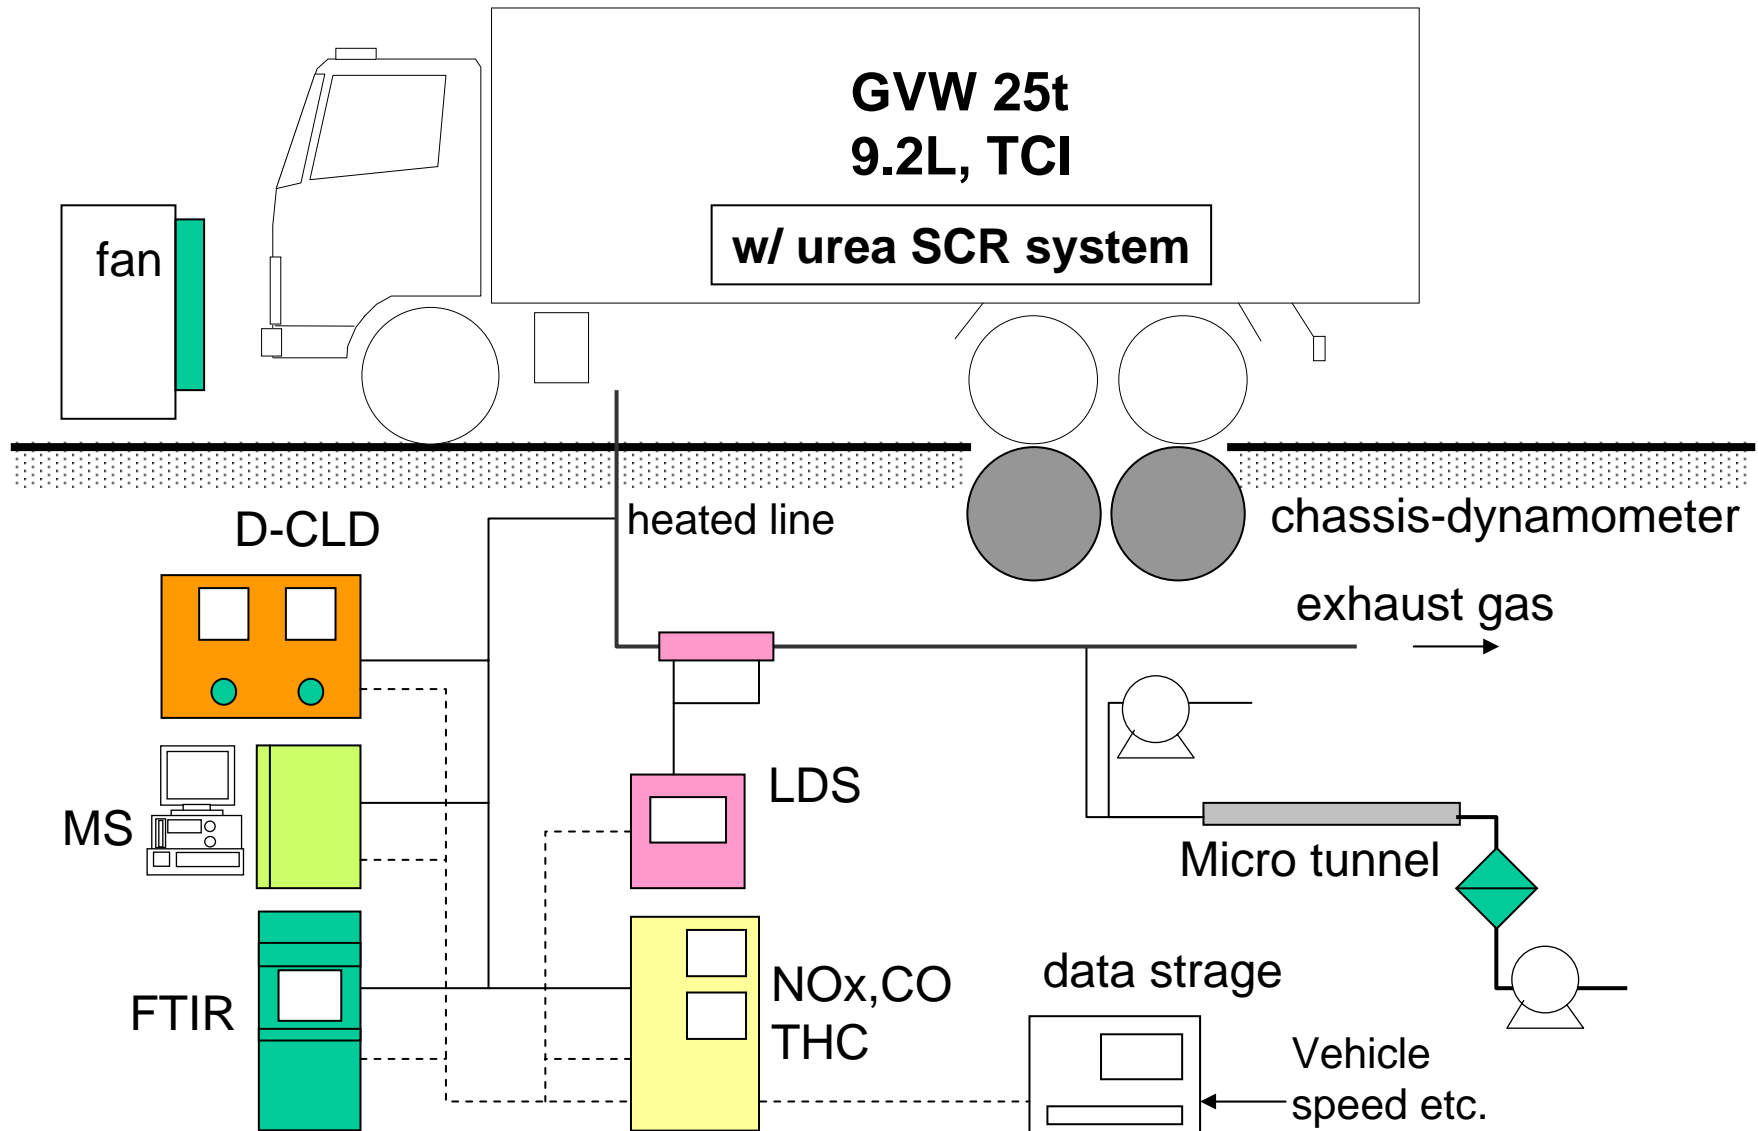 GVW 25t
9.2L, TCI
w/ urea SCR system
fan
heated line
chassis-dynamometer
D-CLD
exhaust gas
LDS
MS
Micro tunnel
FTIR
NOx,CO
THC
data strage
Vehicle
speed etc.